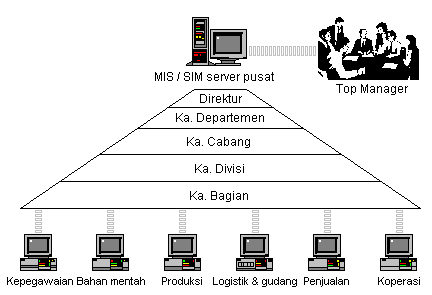 MIS / SIM server pusat
Top Manager
Direktur
Ka. Departemen
Ka. Cabang
Ka. Divisi
Ka. Bagian
Kepegawaian Bahan mentah Produksi Logistik & gudang Penjualan Koperasi